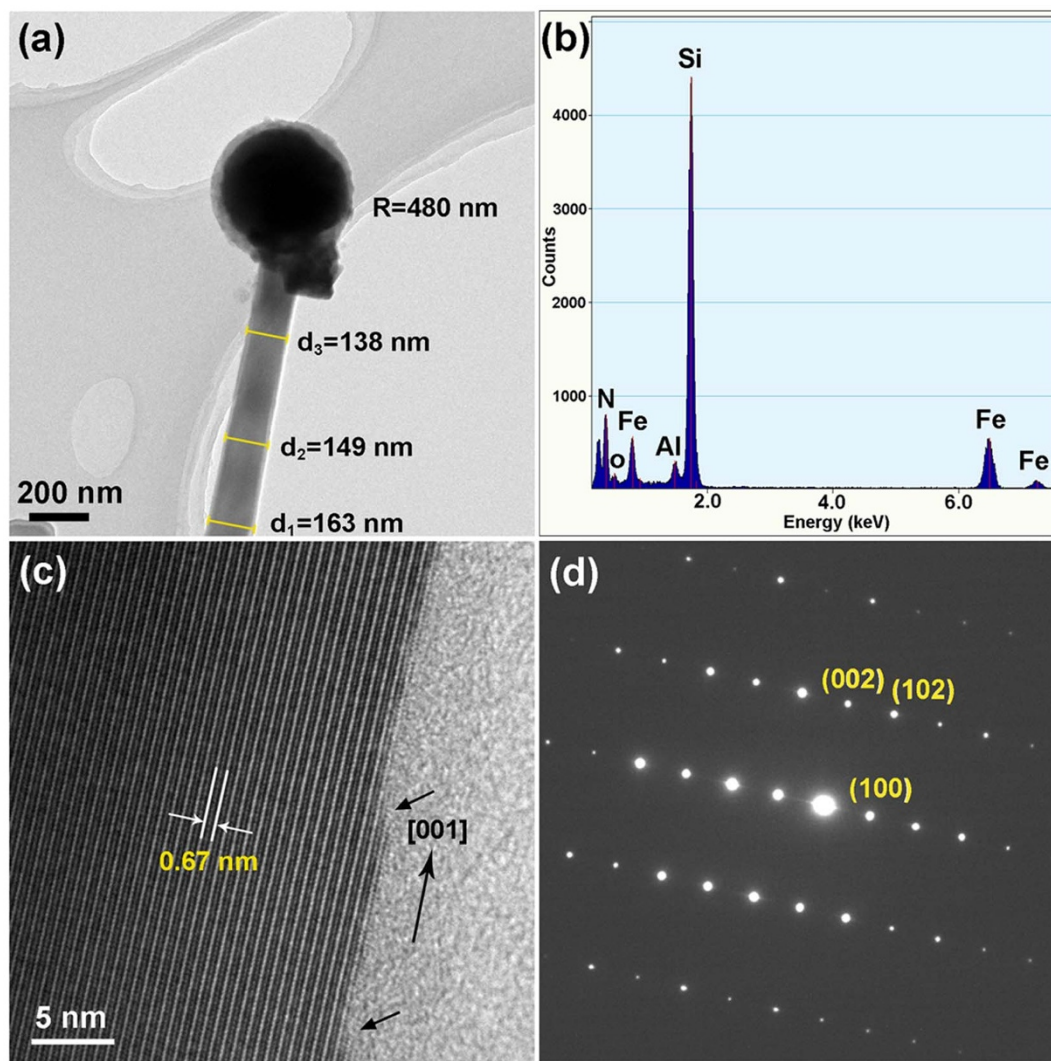 (a)
R=480 nm
d₃=138 nm
d₂=149 nm
200 nm
d₁=163 nm
(b)
Si
4000
3000
Counts
2000
1000
N
Fe
o
Al
Fe
Fe
2.0
4.0
6.0
Energy (keV)
(c)
[001]
0.67 nm
5 nm
(d)
(002)
(102)
(100)